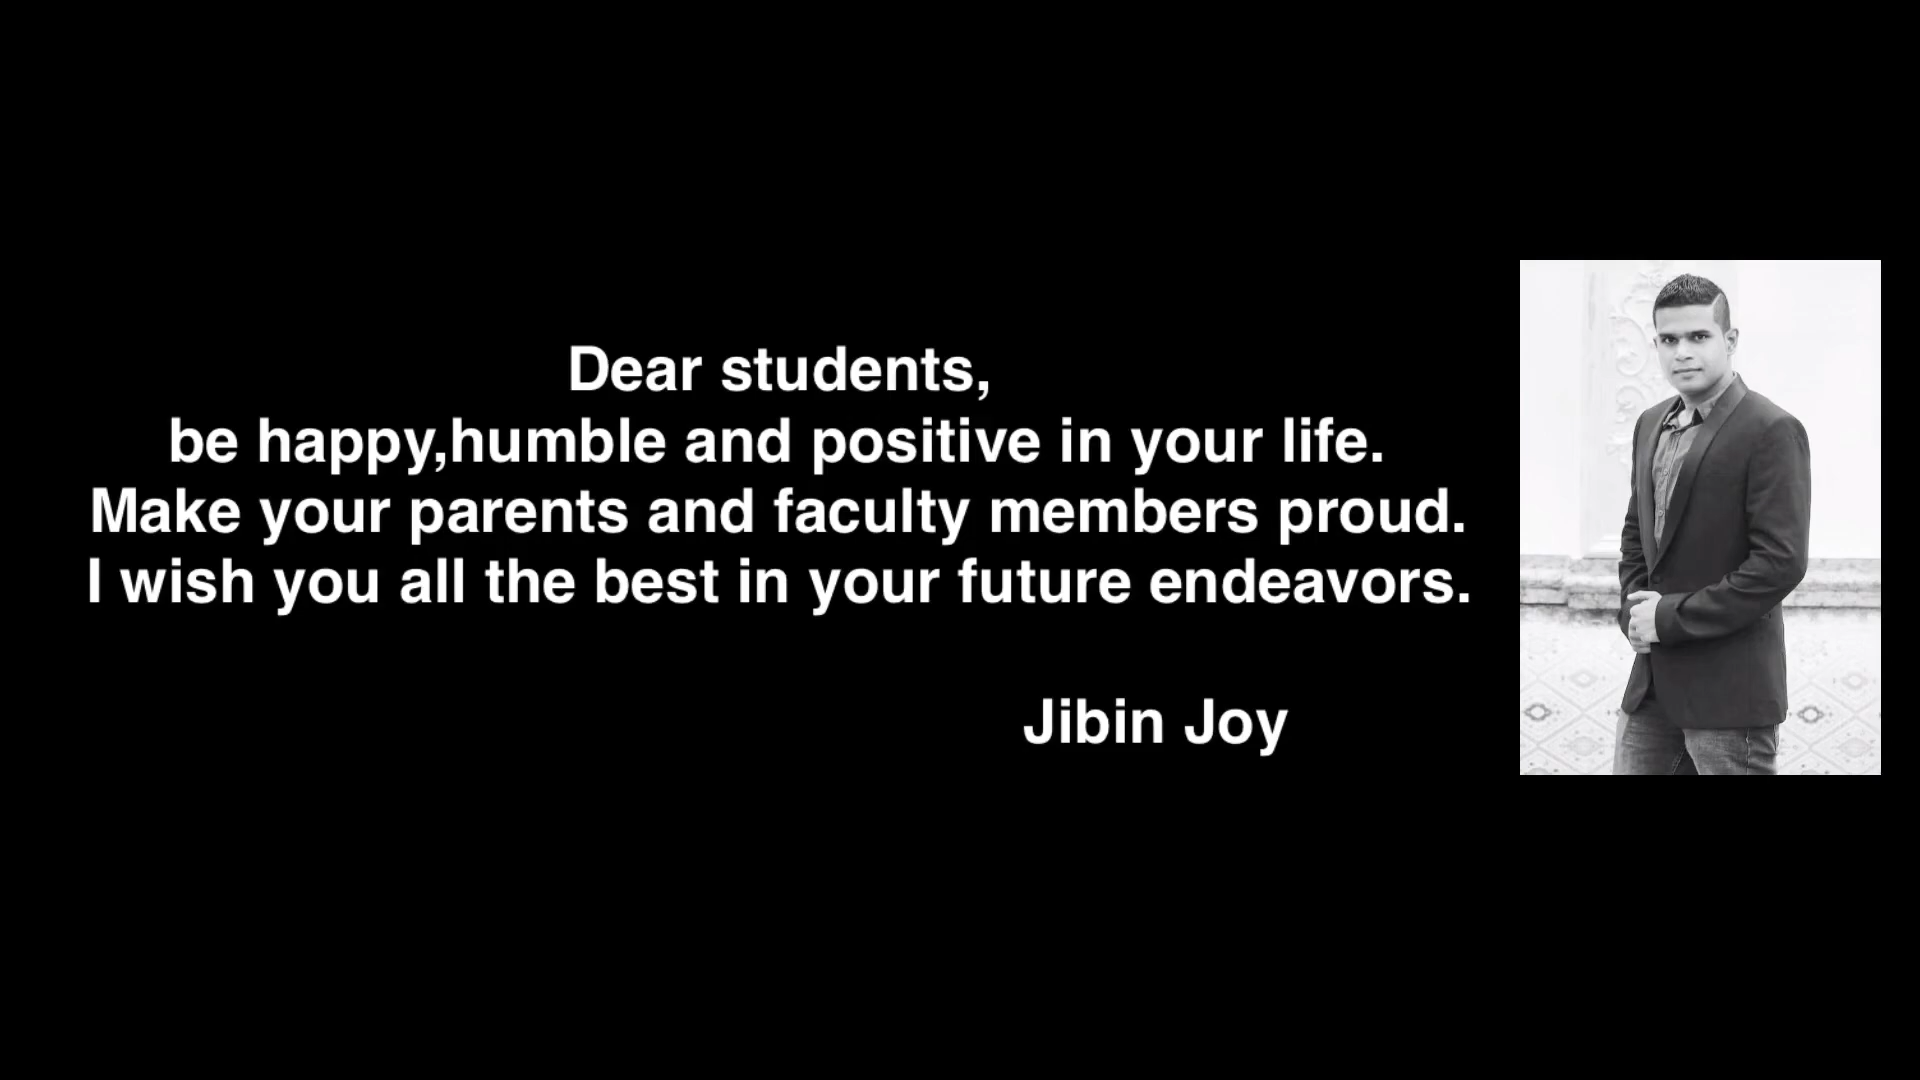 Dear students,
be happy,humble and positive in your life.
Make your parents and faculty members proud.
I wish you all the best in your future endeavors.
Jibin Joy